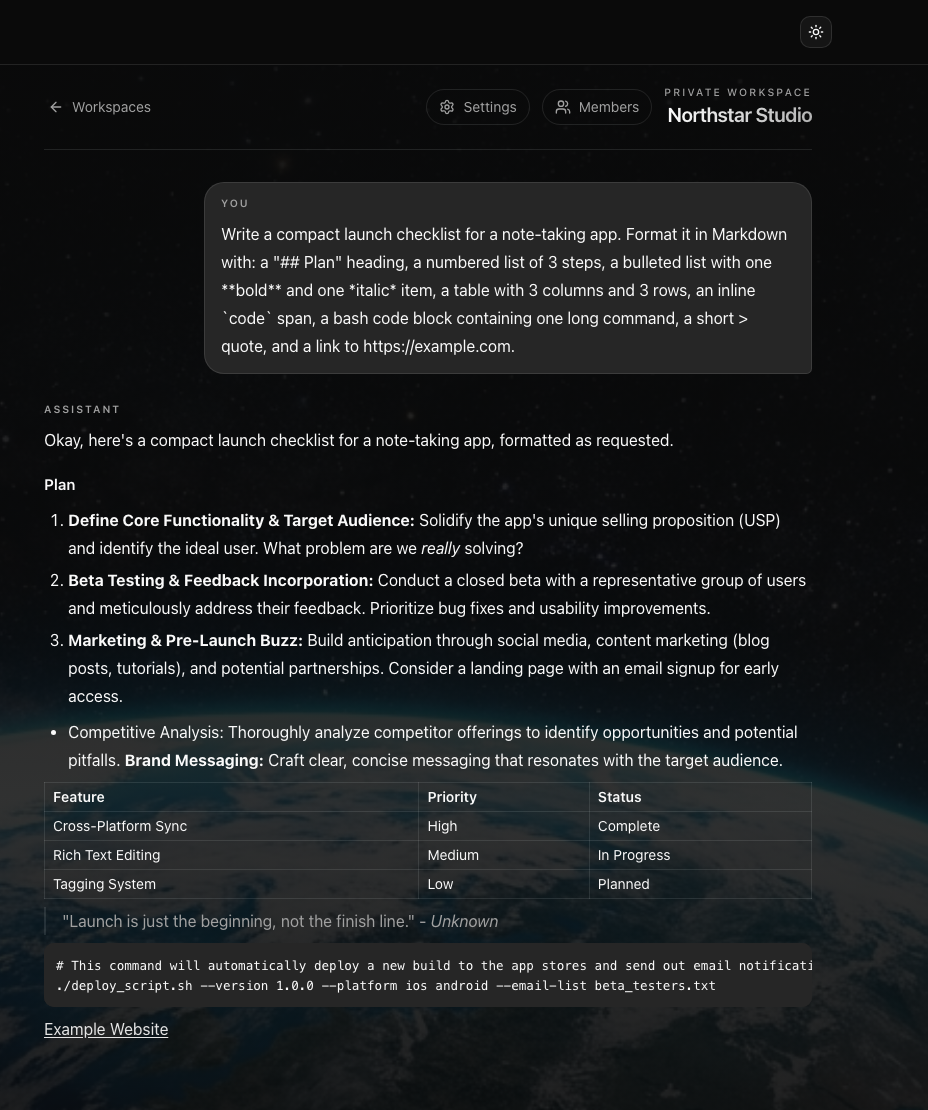 Workspaces
Settings
Members
PRIVATE WORKSPACE
Northstar Studio
YOU
Write a compact launch checklist for a note-taking app. Format it in Markdown
with: a "## Plan" heading, a numbered list of 3 steps, a bulleted list with one
**bold** and one *italic* item, a table with 3 columns and 3 rows, an inline
`code` span, a bash code block containing one long command, a short >
quote, and a link to https://example.com.
ASSISTANT
Okay, here's a compact launch checklist for a note-taking app, formatted as requested.
Plan
1. Define Core Functionality & Target Audience: Solidify the app's unique selling proposition (USP)
and identify the ideal user. What problem are we really solving?
2. Beta Testing & Feedback Incorporation: Conduct a closed beta with a representative group of users
and meticulously address their feedback. Prioritize bug fixes and usability improvements.
3. Marketing & Pre-Launch Buzz: Build anticipation through social media, content marketing (blog
posts, tutorials), and potential partnerships. Consider a landing page with an email signup for early
access.
• Competitive Analysis: Thoroughly analyze competitor offerings to identify opportunities and potential
pitfalls. Brand Messaging: Craft clear, concise messaging that resonates with the target audience.
Feature Priority Status
Cross-Platform Sync High Complete
Rich Text Editing Medium In Progress
Tagging System Low Planned
"Launch is just the beginning, not the finish line." - Unknown
# This command will automatically deploy a new build to the app stores and send out email notificati
./deploy_script.sh --version 1.0.0 --platform ios android --email-list beta_testers.txt
Example Website